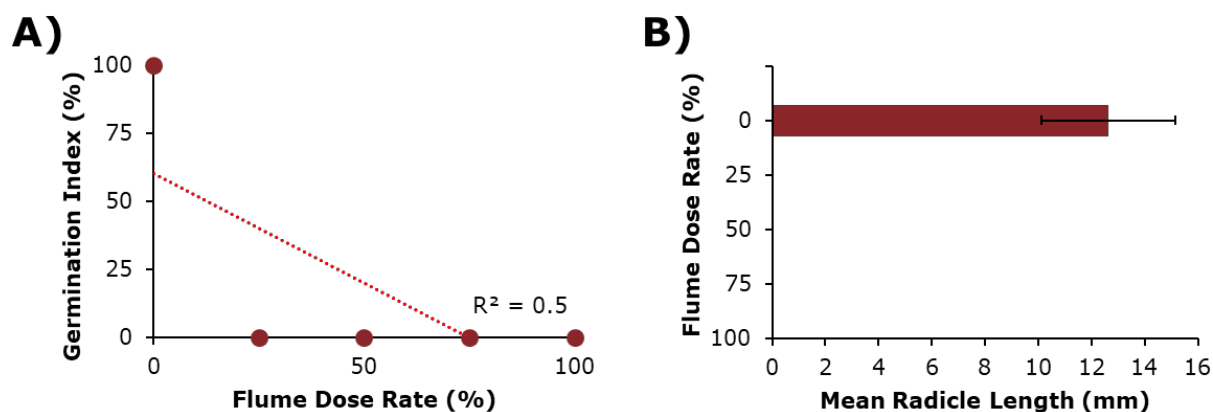 A)
Germination Index (%)
100
75
50
25
0
R² = 0.5
0 50 100
Flume Dose Rate (%)
B)
Flume Dose Rate (%)
0
25
50
75
100
0 2 4 6 8 10 12 14 16
Mean Radicle Length (mm)